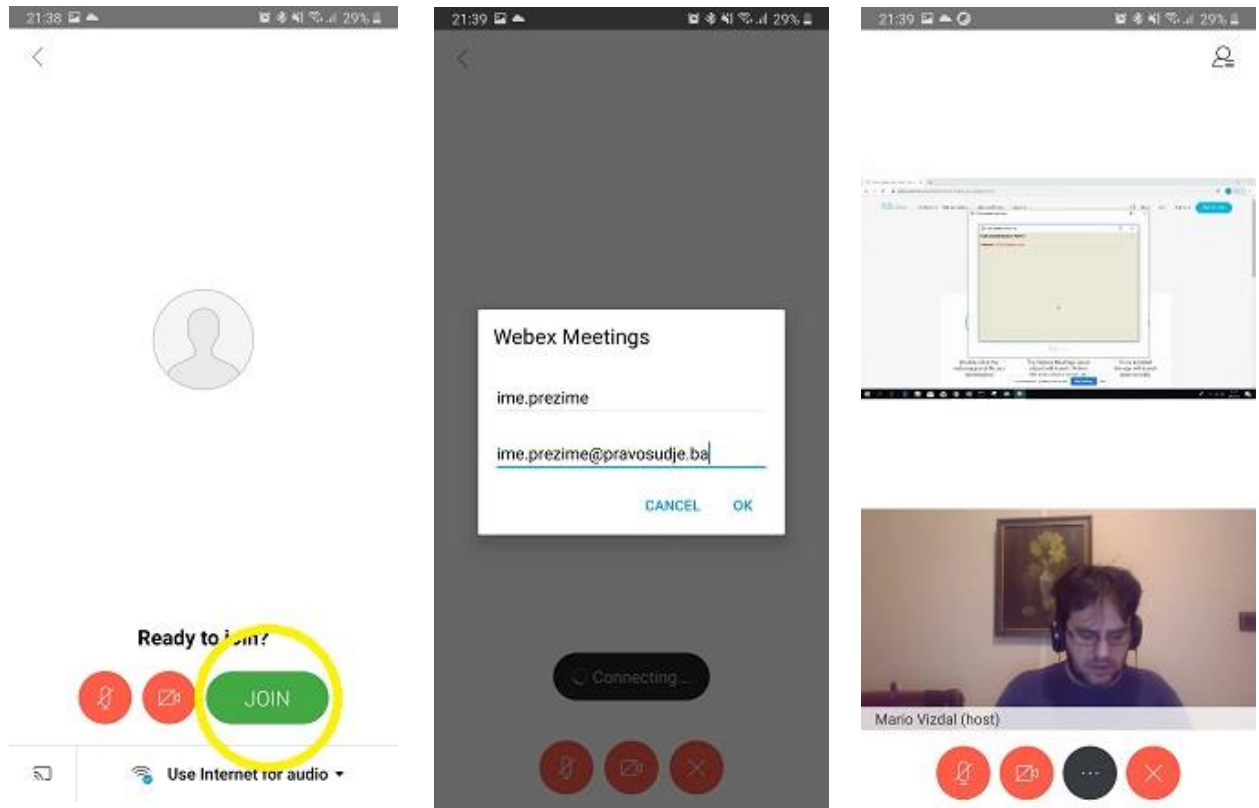 21:38
29%
Ready to join?
JOIN
Use Internet for audio
21:39
29%
Webex Meetings
ime.prezime
ime.prezime@pravosudje.ba
CANCEL OK
Connecting...
21:39
29%
Mario Vizdal (host)